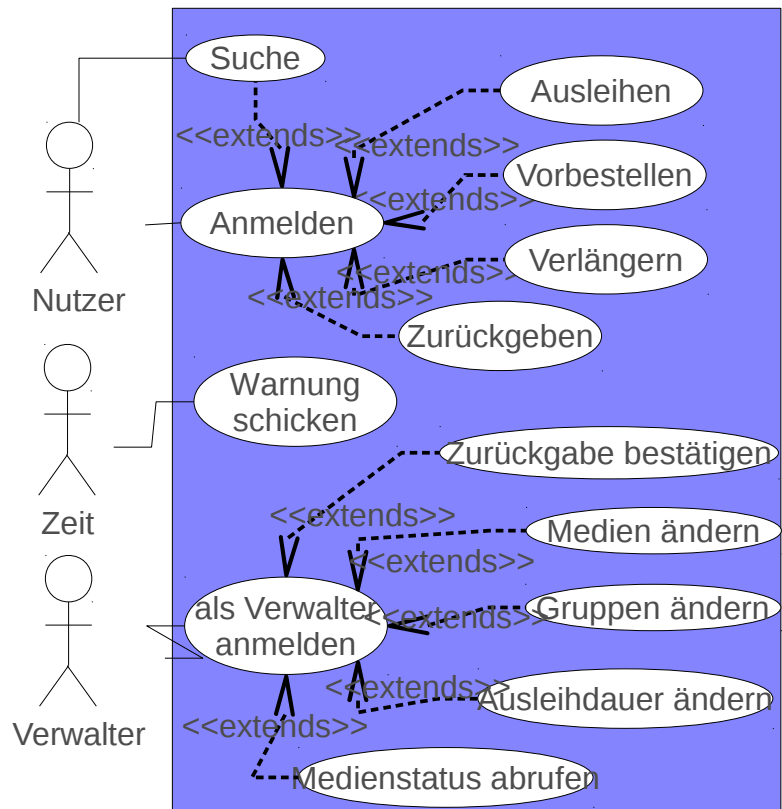 Suche
Ausleihen
<<extends>>
<<extends>>
Vorbestellen
<<extends>>
Anmelden
Verlängern
<<extends>>
<<extends>>
Nutzer
Zurückgeben
Warnung
schicken
Zurückgabe bestätigen
Zeit
<<extends>>
Medien ändern
<<extends>>
als Verwalter
anmelden
<<extends>>
Gruppen ändern
<<extends>>
Ausleihdauer ändern
<<extends>>
Verwalter
Medienstatus abrufen